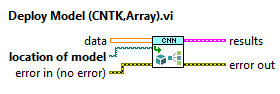 Deploy Model (CNTK,Array).vi
data
CNN
results
location of model
error in (no error)
error out